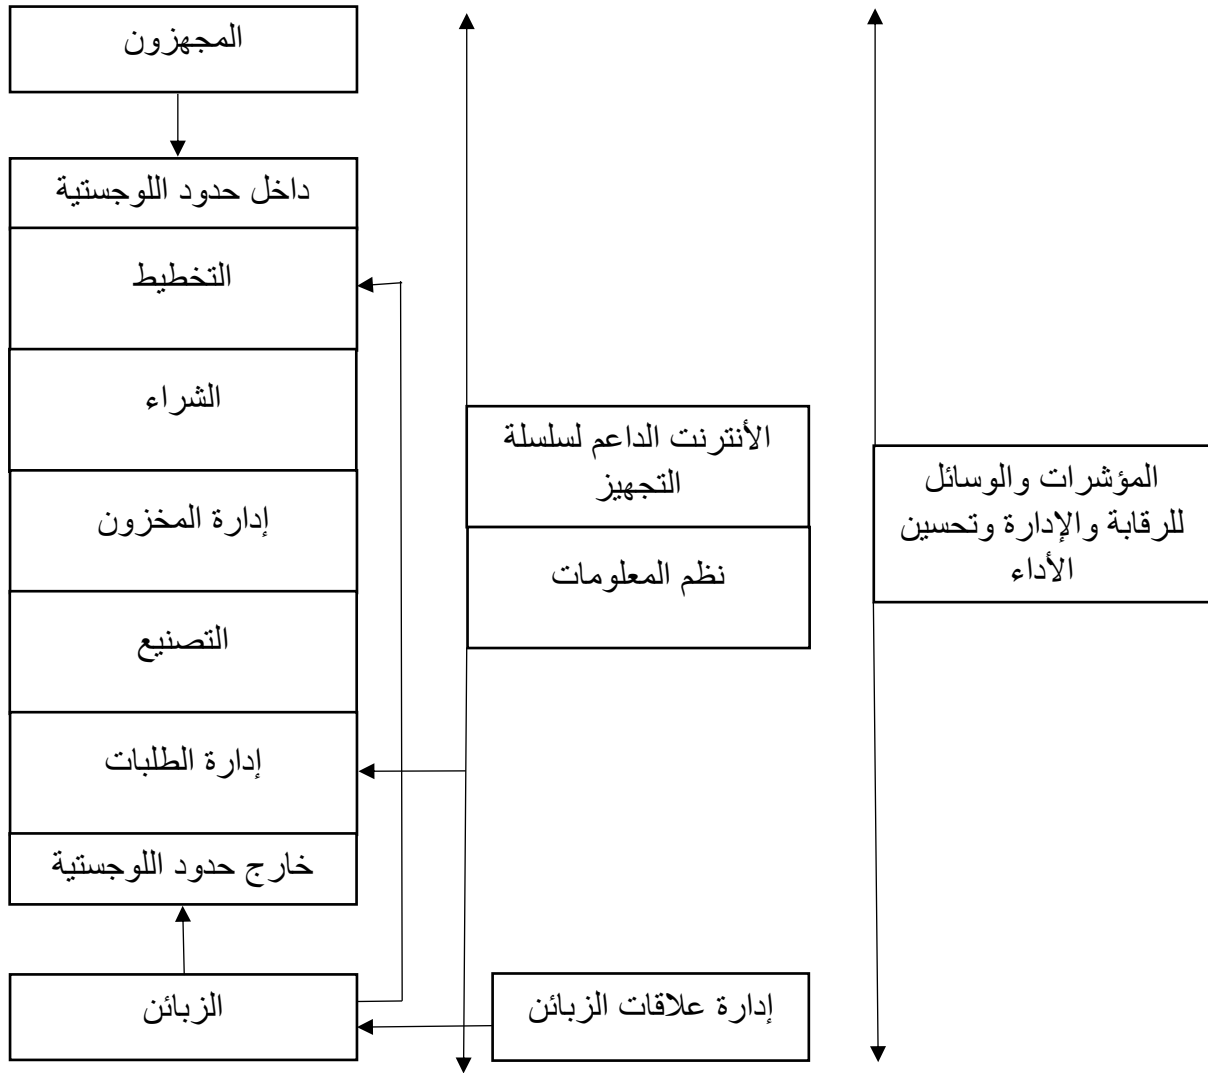 المجهزون
داخل حدود اللوجستية
التخطيط
الشراء
إدارة المخزون
التصنيع
إدارة الطلبات
خارج حدود اللوجستية
الزبائن
الأنترنت الداعم لسلسلة
التجهيز
نظم المعلومات
إدارة علاقات الزبائن
المؤشرات والوسائل
للرقابة والإدارة وتحسين
الأداء